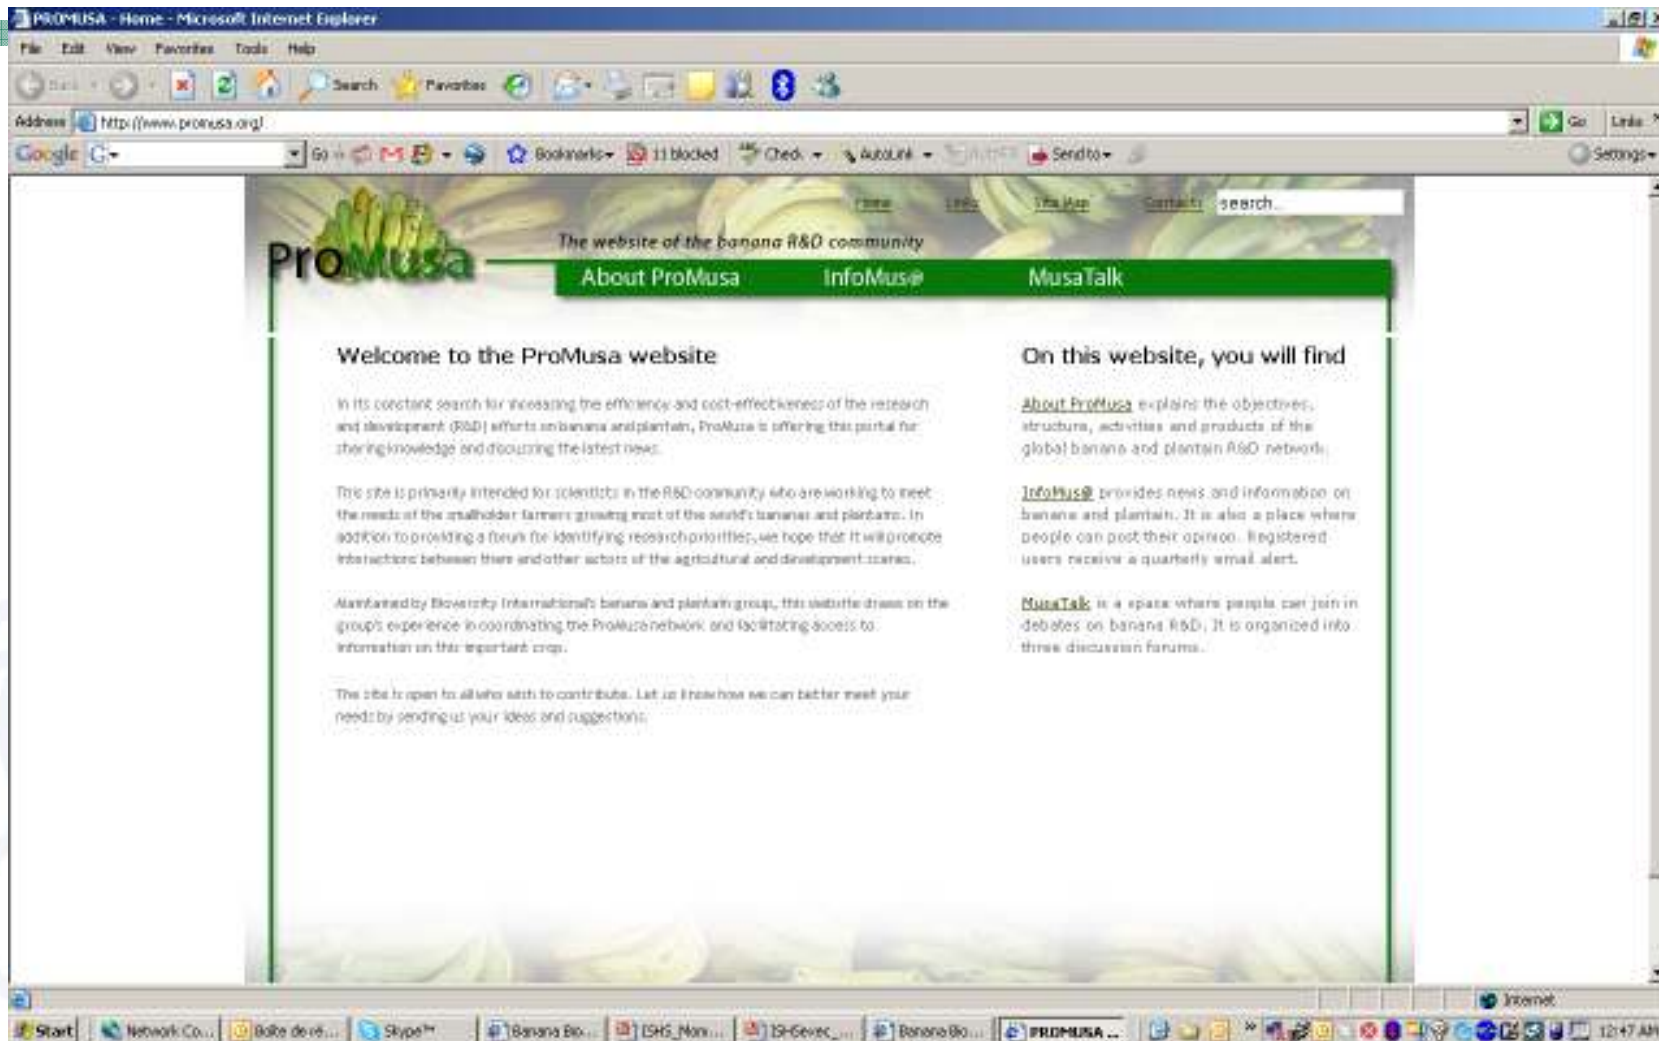 PROMUSA - Home - Microsoft Internet Explorer
File Edit View Favorites Tools Help
Back Search Favorites
Address http://www.promusa.org/ Go Links
Google G Go Bookmarks 11 blocked Check AutoLink Send to Settings
Home Links Site Map Contacts search...
ProMusa
The website of the banana R&D community
About ProMusa InfoMus@ MusaTalk
Welcome to the ProMusa website
In its constant search for increasing the efficiency and cost-effectiveness of the research
and development (R&D) efforts on banana and plantain, ProMusa is offering this portal for
sharing knowledge and discussing the latest news.
This site is primarily intended for scientists in the R&D community who are working to meet
the needs of the smallholder farmers growing most of the world's bananas and plantains. In
addition to providing a forum for identifying research priorities, we hope that it will promote
interactions between them and other actors of the agricultural and development scenes.
Maintained by Bioversity International's banana and plantain group, this website draws on the
group's experience in coordinating the ProMusa network and facilitating access to
information on this important crop.
The site is open to all who wish to contribute. Let us know how we can better meet your
needs by sending us your ideas and suggestions.
On this website, you will find
About ProMusa explains the objectives,
structure, activities and products of the
global banana and plantain R&D network.
InfoMus@ provides news and information on
banana and plantain. It is also a place where
people can post their opinion. Registered
users receive a quarterly email alert.
MusaTalk is a space where people can join in
debates on banana R&D. It is organized into
three discussion forums.
Internet
Start Network Co... Boîte de ré... Skype™ Banana Bio... ISHS_Nom... Banana Bio... PROMUSA ... 12:47 AM